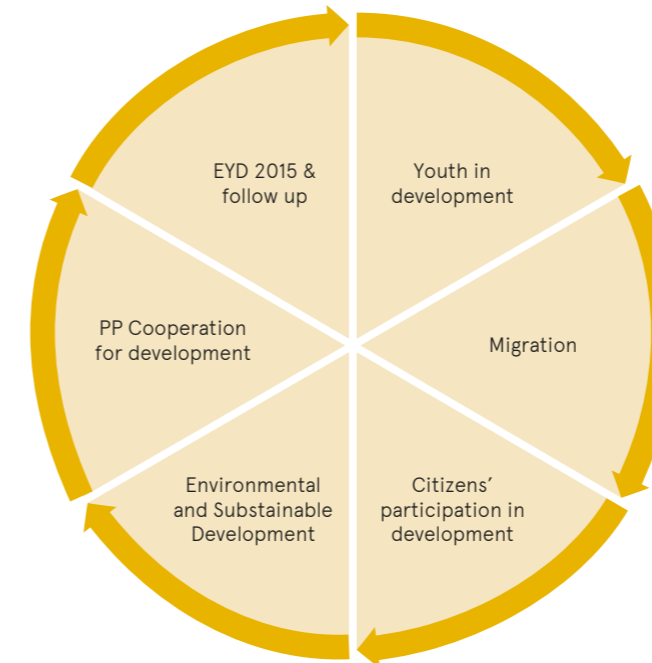 EYD 2015 &
follow up
Youth in
development
Migration
Citizens’
participation in
development
Environmental
and Substainable
Development
PP Cooperation
for development